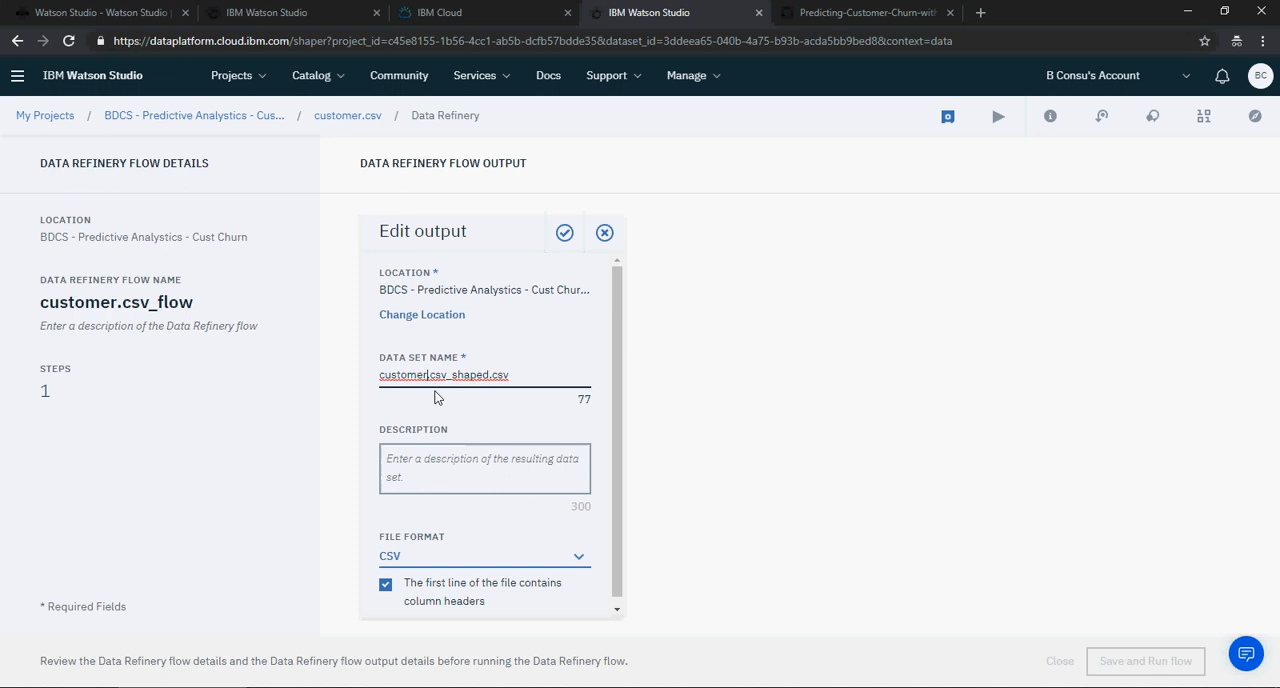 Watson Studio - Watson Studio
IBM Watson Studio
IBM Cloud
IBM Watson Studio
Predicting-Customer-Churn-with
https://dataplatform.cloud.ibm.com/shaper?project_id=c45e8155-1b56-4cc1-ab5b-dcfb57bdde35&dataset_id=3ddeea65-040b-4a75-b93b-acda5bb9bed8&context=data
IBM Watson Studio
Projects
Catalog
Community
Services
Docs
Support
Manage
B Consu's Account
BC
My Projects / BDCS - Predictive Analystics - Cus... / customer.csv / Data Refinery
DATA REFINERY FLOW DETAILS
DATA REFINERY FLOW OUTPUT
LOCATION
BDCS - Predictive Analystics - Cust Churn
DATA REFINERY FLOW NAME
customer.csv_flow
Enter a description of the Data Refinery flow
STEPS
1
* Required Fields
Edit output
LOCATION *
BDCS - Predictive Analystics - Cust Chur...
Change Location
DATA SET NAME *
customer.csv_shaped.csv
77
DESCRIPTION
Enter a description of the resulting data
set.
300
FILE FORMAT
CSV
The first line of the file contains
column headers
Review the Data Refinery flow details and the Data Refinery flow output details before running the Data Refinery flow.
Close
Save and Run flow